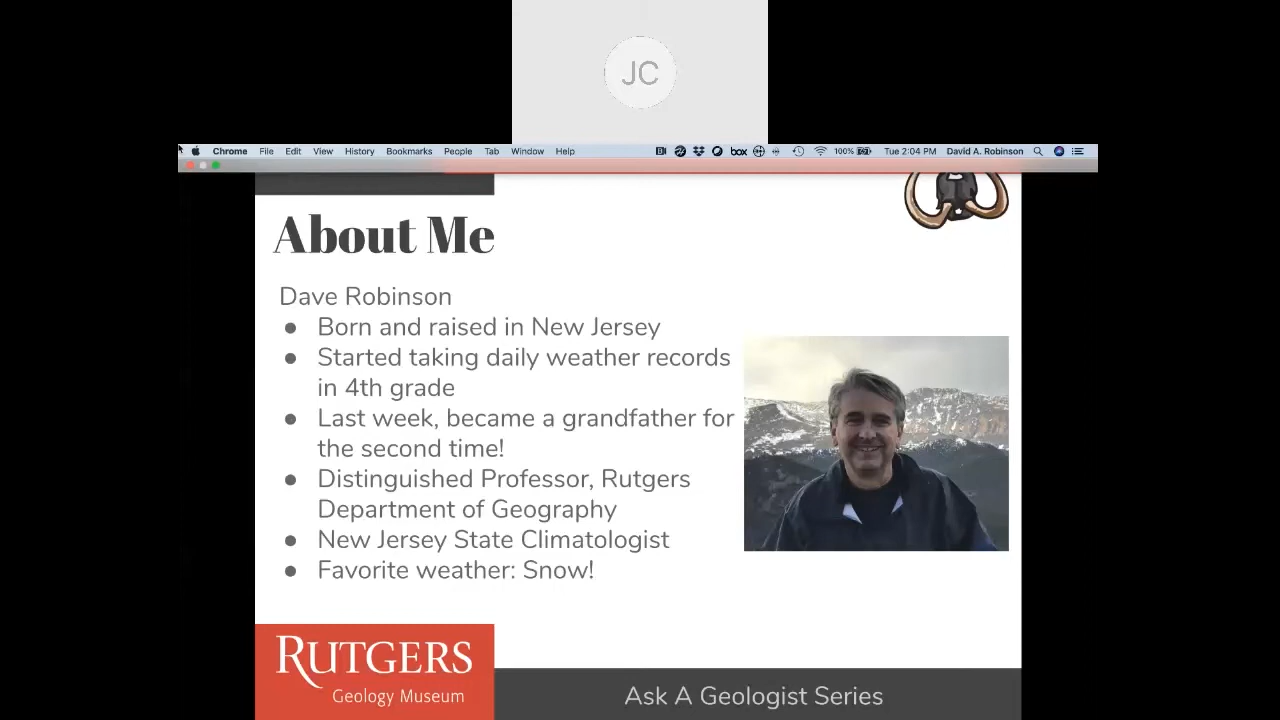 JC
Chrome File Edit View History Bookmarks People Tab Window Help box 100% Tue 2:04 PM David A. Robinson
About Me
Dave Robinson
● Born and raised in New Jersey
● Started taking daily weather records
in 4th grade
● Last week, became a grandfather for
the second time!
● Distinguished Professor, Rutgers
Department of Geography
● New Jersey State Climatologist
● Favorite weather: Snow!
RUTGERS
Geology Museum
Ask A Geologist Series